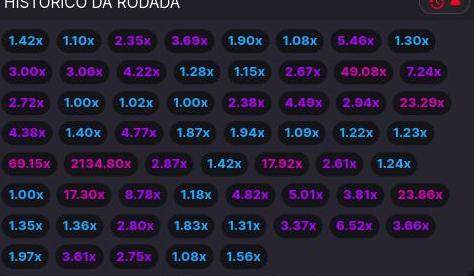 HISTÓRICO DA RODADA
1.42x 1.10x 2.35x 3.69x 1.90x 1.08x 5.46x 1.30x
3.00x 3.06x 4.22x 1.28x 1.15x 2.67x 49.08x 7.24x
2.72x 1.00x 1.02x 1.00x 2.38x 4.49x 2.94x 23.29x
4.38x 1.40x 4.77x 1.87x 1.94x 1.09x 1.22x 1.23x
69.15x 2134.80x 2.87x 1.42x 17.92x 2.61x 1.24x
1.00x 17.30x 8.78x 1.18x 4.82x 5.01x 3.81x 23.86x
1.35x 1.36x 2.80x 1.83x 1.31x 3.37x 6.52x 3.66x
1.97x 3.61x 2.75x 1.08x 1.56x